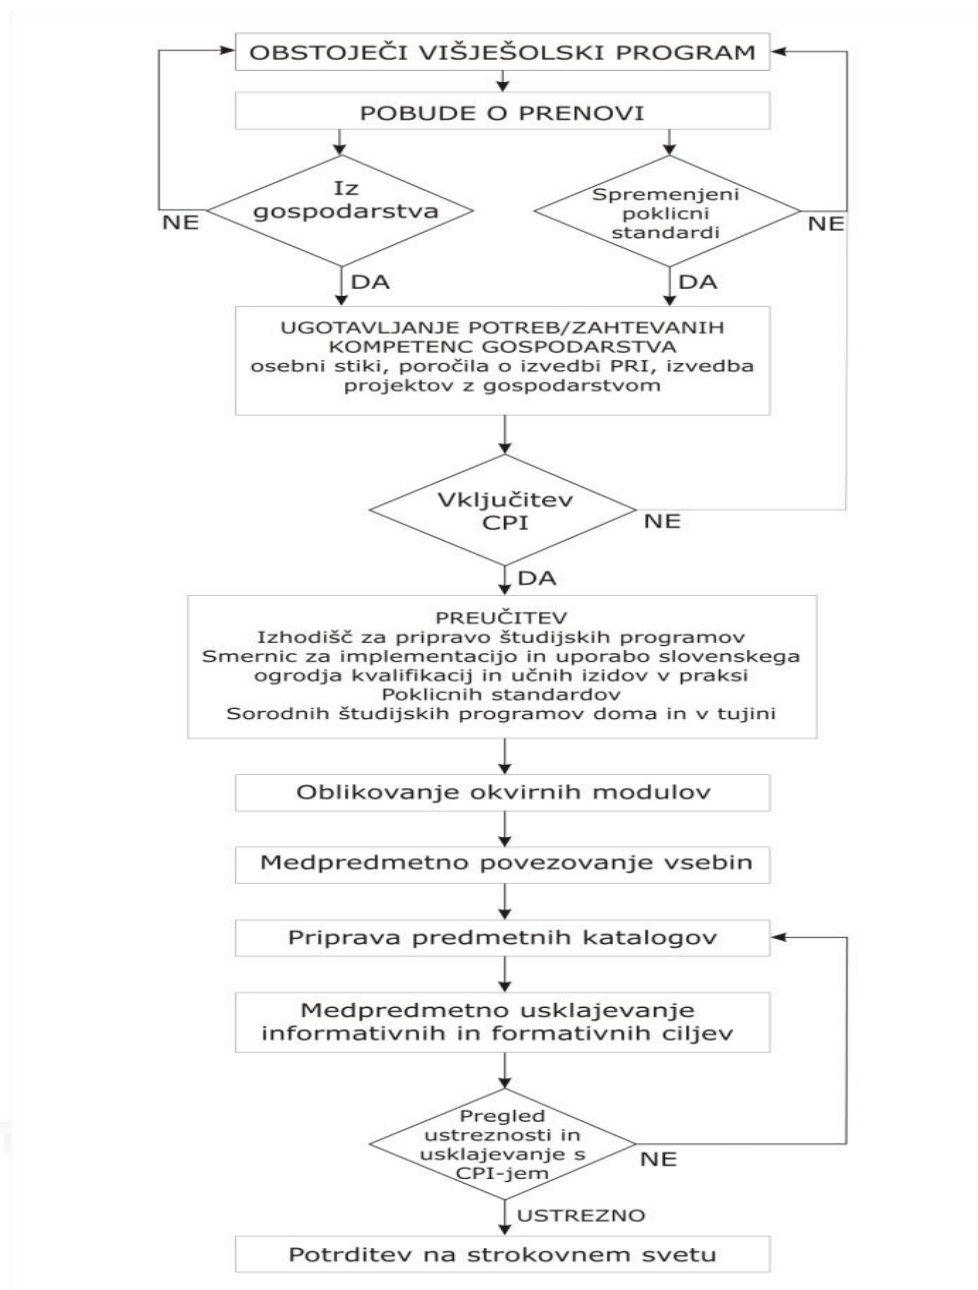 OBSTOJEČI VIŠJEŠOLSKI PROGRAM
POBUDE O PRENOVI
Iz
gospodarstva
NE
DA
Spremenjeni
poklicni
standardi
NE
DA
UGOTAVLJANJE POTREB/ZAHTEVANIH
KOMPETENC GOSPODARSTVA
osebni stiki, poročila o izvedbi PRI, izvedba
projektov z gospodarstvom
Vključitev
CPI
NE
DA
PREUČITEV
Izhodišč za pripravo študijskih programov
Smernic za implementacijo in uporabo slovenskega
ogrodja kvalifikacij in učnih izidov v praksi
Poklicnih standardov
Sorodnih študijskih programov doma in v tujini
Oblikovanje okvirnih modulov
Medpredmetno povezovanje vsebin
Priprava predmetnih katalogov
Medpredmetno usklajevanje
informativnih in formativnih ciljev
Pregled
ustreznosti in
usklajevanje s
CPI-jem
NE
USTREZNO
Potrditev na strokovnem svetu